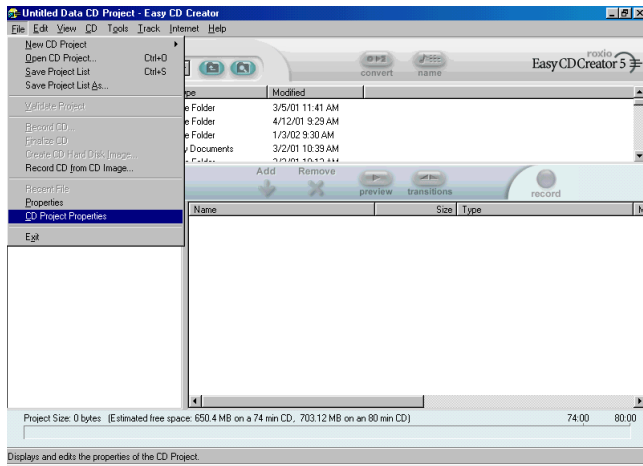 Untitled Data CD Project - Easy CD Creator
File Edit View CD Tools Track Internet Help
New CD Project
Open CD Project... Ctrl+O
Save Project List Ctrl+S
Save Project List As...
Validate Project
Record CD...
Finalize CD
Create CD Hard Disk Image...
Record CD from CD Image...
Recent File
Properties
CD Project Properties
Exit
convert name
roxio
Easy CD Creator 5
pe Modified
e Folder 3/5/01 11:41 AM
e Folder 4/12/01 9:29 AM
e Folder 1/3/02 9:30 AM
y Documents 3/2/01 10:39 AM
Add Remove
preview transitions
record
Name Size Type M
Project Size: 0 bytes (Estimated free space: 650.4 MB on a 74 min CD, 703.12 MB on an 80 min CD) 74:00 80:00
Displays and edits the properties of the CD Project.